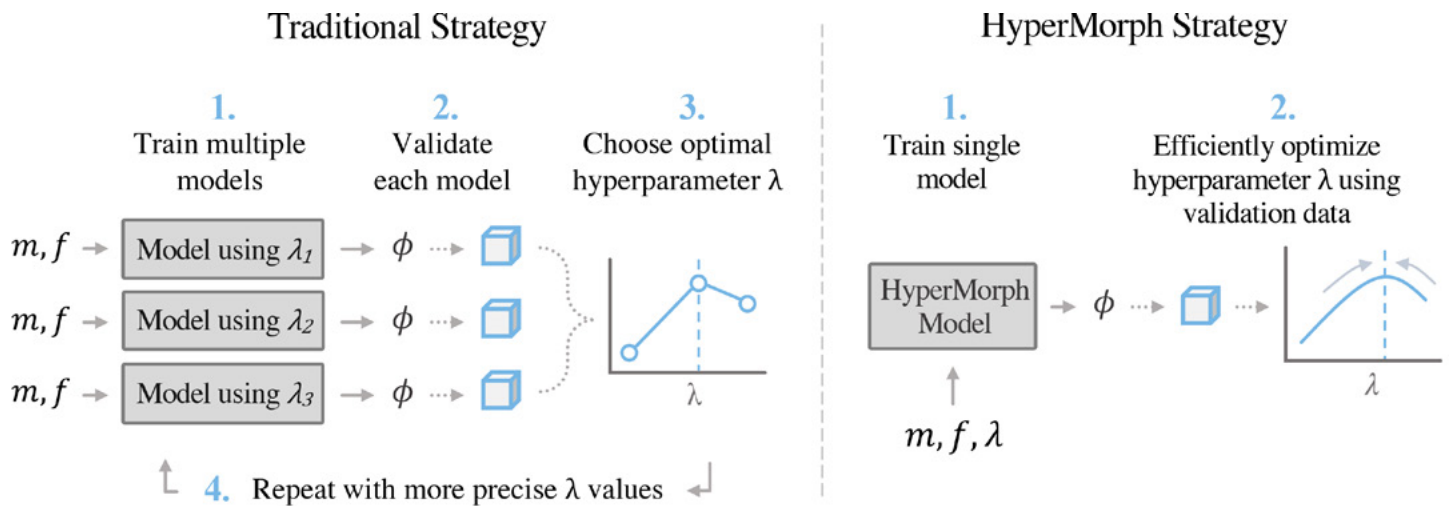 Traditional Strategy
1.
Train multiple
models
2.
Validate
each model
3.
Choose optimal
hyperparameter λ
m, f
Model using λ₁
ϕ
m, f
Model using λ₂
ϕ
m, f
Model using λ₃
ϕ
λ
4. Repeat with more precise λ values
HyperMorph Strategy
1.
Train single
model
2.
Efficiently optimize
hyperparameter λ using
validation data
HyperMorph
Model
ϕ
m, f, λ
λ